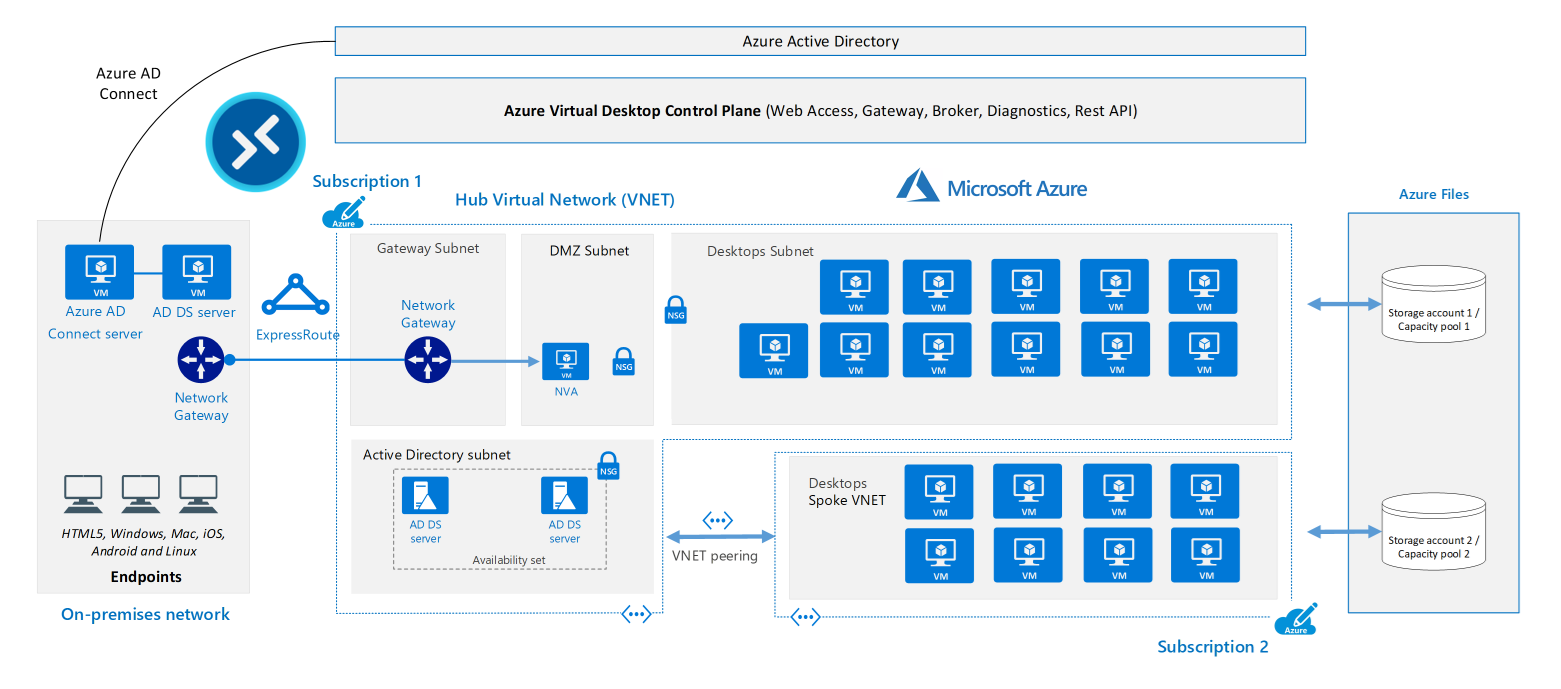 Azure Active Directory
Azure AD
Connect
Azure Virtual Desktop Control Plane (Web Access, Gateway, Broker, Diagnostics, Rest API)
Subscription 1
Azure
Hub Virtual Network (VNET)
Microsoft Azure
Azure Files
VM
VM
Azure AD
Connect server
AD DS server
ExpressRoute
Network
Gateway
HTML5, Windows, Mac, iOS,
Android and Linux
Endpoints
On-premises network
Gateway Subnet
Network
Gateway
DMZ Subnet
VM
NVA
NSG
Desktops Subnet
NSG
VM
VM
VM
VM
VM
VM
VM
VM
VM
VM
VM
Active Directory subnet
NSG
AD DS
server
AD DS
server
Availability set
VNET peering
Desktops
Spoke VNET
VM
VM
VM
VM
VM
VM
VM
VM
Azure
Subscription 2
Storage account 1 /
Capacity pool 1
Storage account 2 /
Capacity pool 2